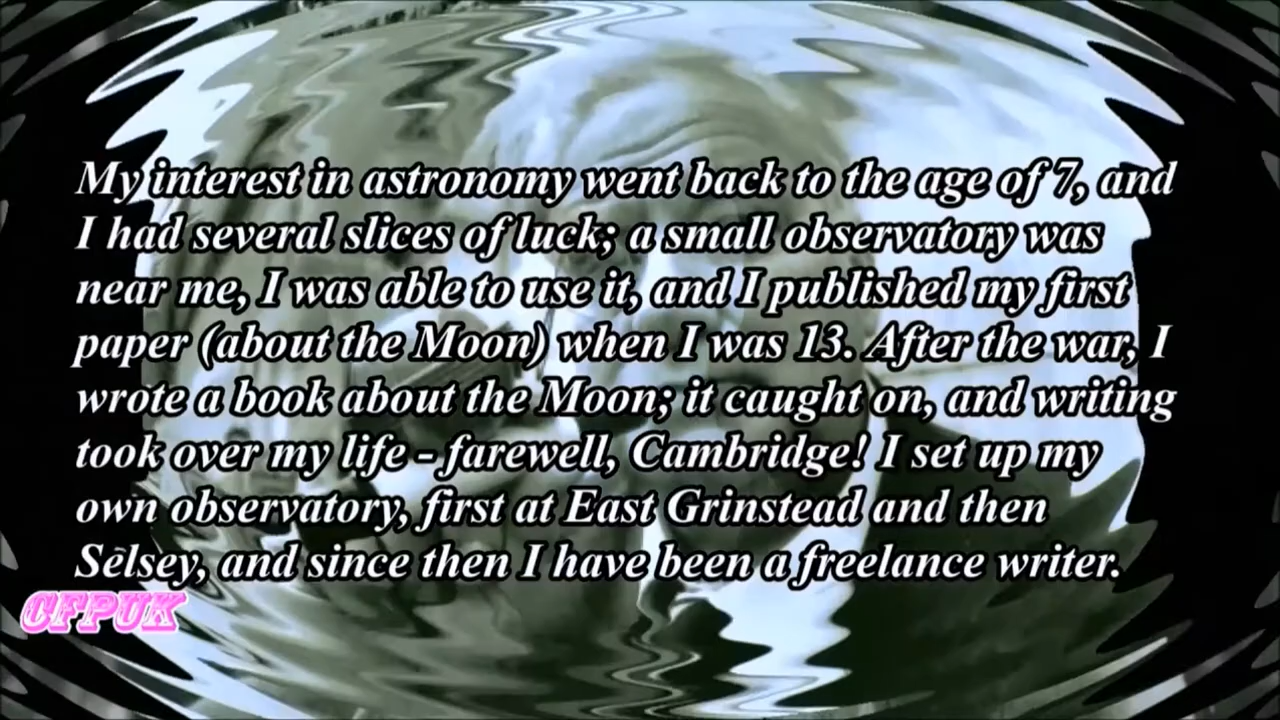 My interest in astronomy went back to the age of 7, and
I had several slices of luck; a small observatory was
near me, I was able to use it, and I published my first
paper (about the Moon) when I was 13. After the war, I
wrote a book about the Moon; it caught on, and writing
took over my life - farewell, Cambridge! I set up my
own observatory, first at East Grinstead and then
Selsey, and since then I have been a freelance writer.
CFPUK